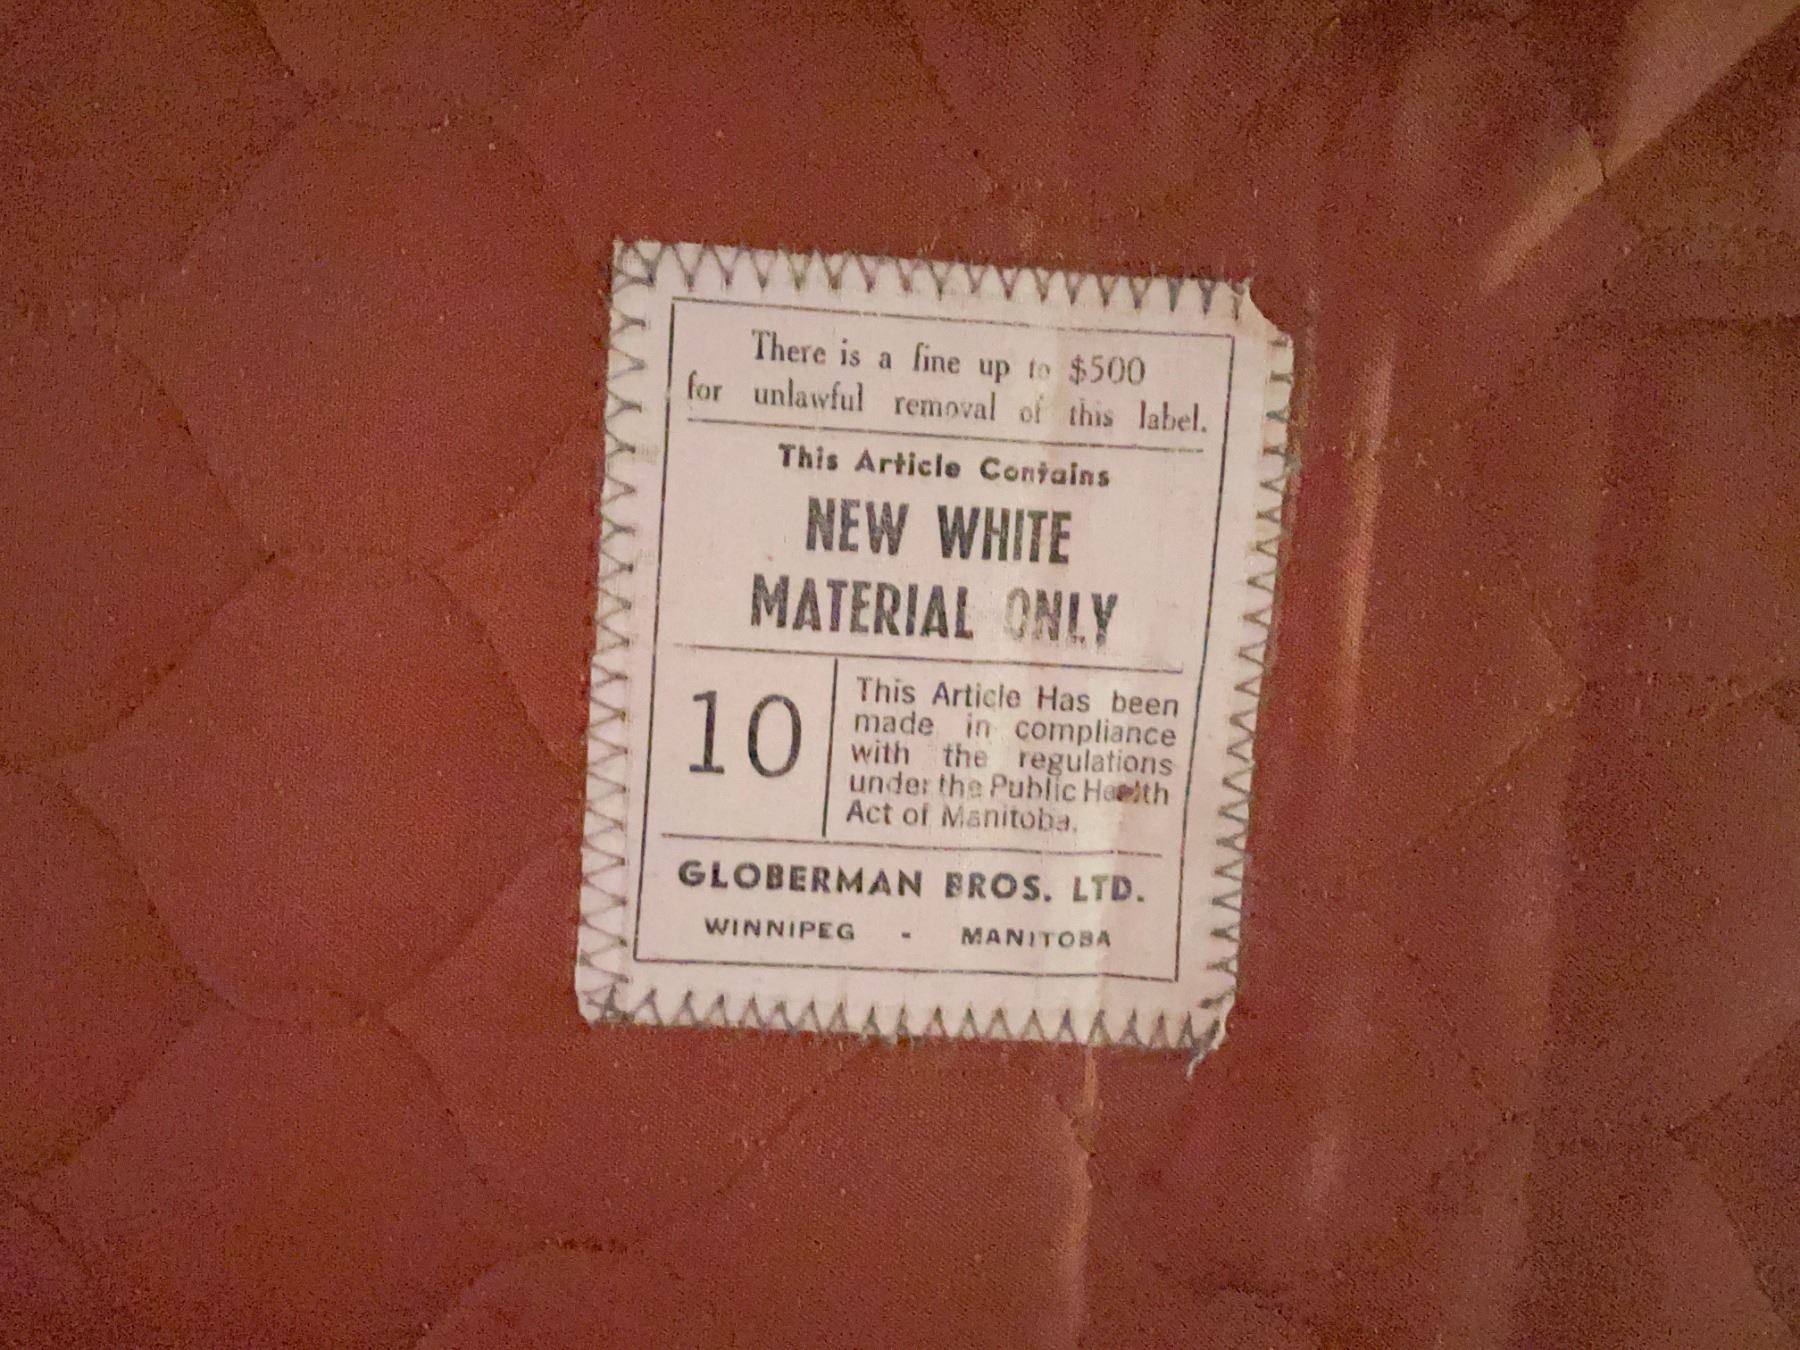 There is a fine up to $500
for unlawful removal of this label.
This Article Contains
NEW WHITE
MATERIAL ONLY
10
This Article Has been
made in compliance
with the regulations
under the Public Health
Act of Manitoba.
GLOBERMAN BROS. LTD.
WINNIPEG - MANITOBA